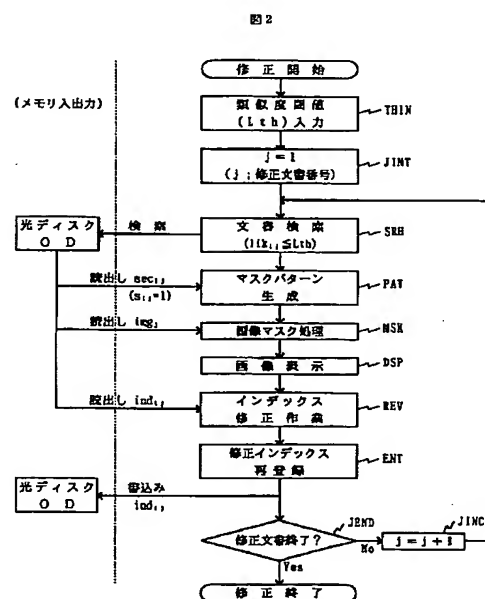 図2
修正開始
(メモリ入出力)
類似度閾値
(Lth)入力
THIN
j=1
(j;修正文書番号)
JINT
光ディスク
OD
検索
文書検索
SRH
読出し sec
マスクパターン
生成
PAT
読出し img
画像マスク処理
MSK
画像表示
DSP
読出し ind
インデックス
修正作業
REV
修正インデックス
再登録
ENT
光ディスク
OD
書込み
ind
修正文書終了?
JEND
No
j=j+1
JINC
Yes
修正終了